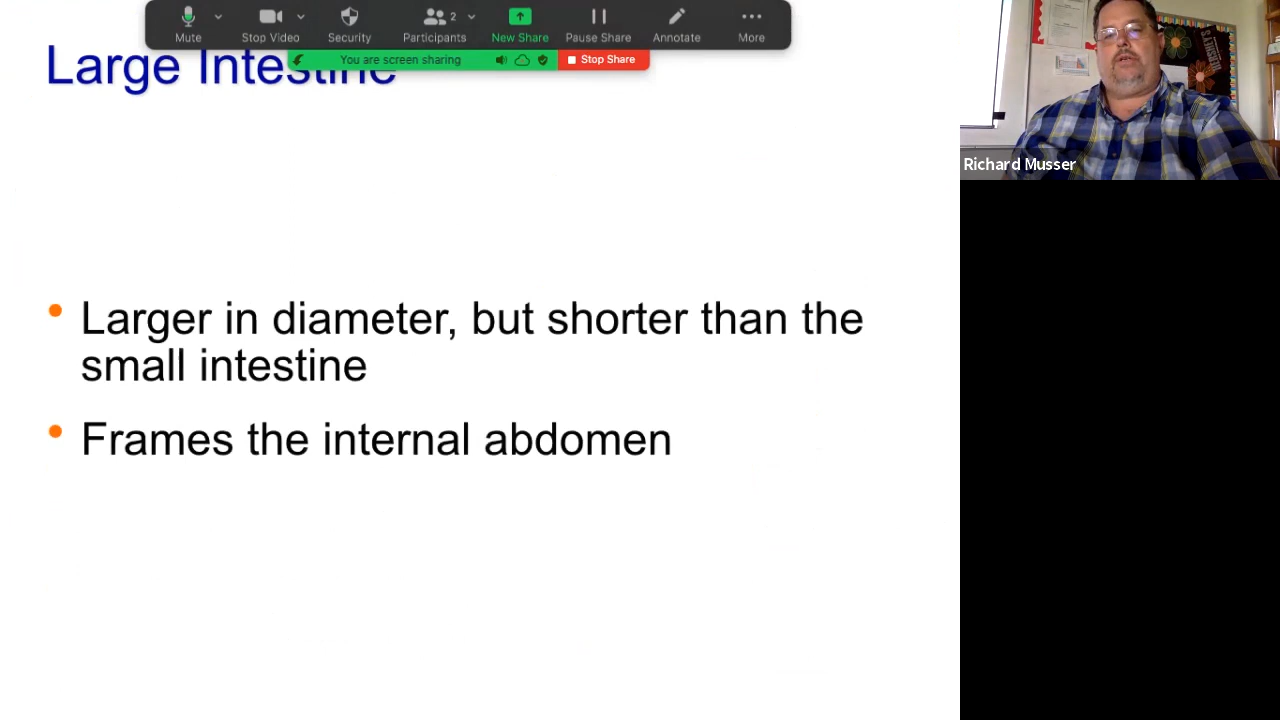 Mute
Stop Video
Security
2
Participants
New Share
Pause Share
Annotate
More
You are screen sharing
Stop Share
Large Intestine
Larger in diameter, but shorter than the
small intestine
Frames the internal abdomen
Richard Musser